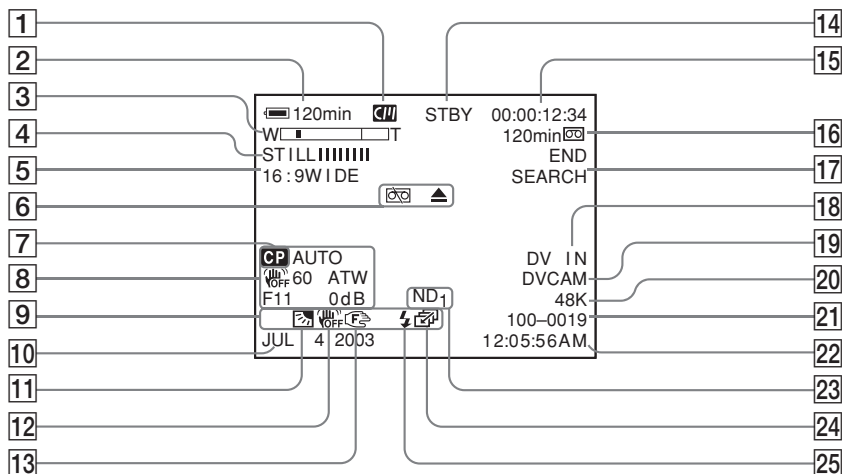 1
2
3
4
5
6
7
8
9
10
11
12
13
120min
STBY
00:00:12:34
W T
120min
STILL
END
16:9WIDE
SEARCH
CP AUTO
DV IN
OFF 60 ATW
DVCAM
F11 0dB
ND1
48K
OFF F
100–0019
JUL 4 2003
12:05:56AM
14
15
16
17
18
19
20
21
22
23
24
25